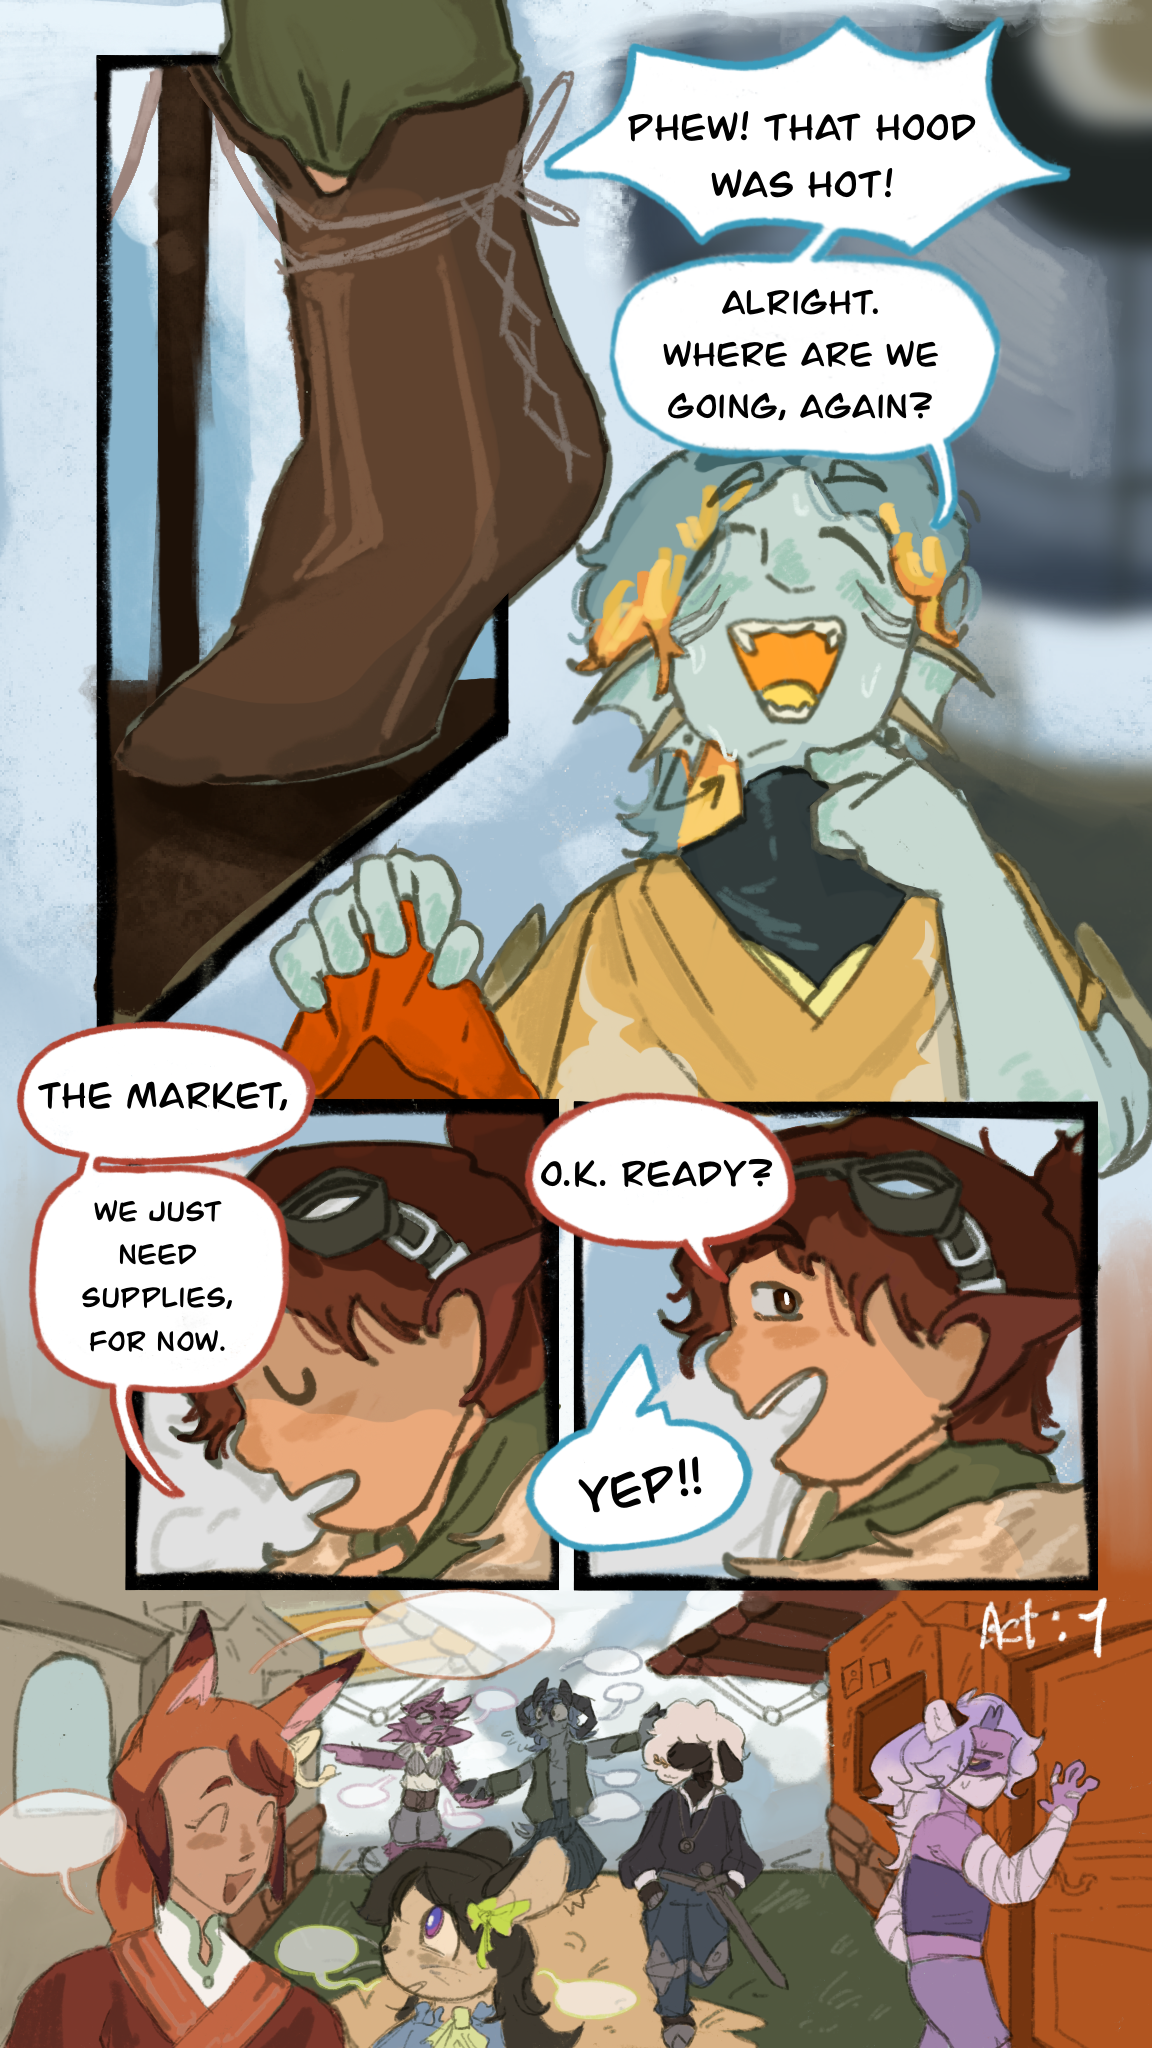 PHEW! THAT HOOD
WAS HOT!
ALRIGHT.
WHERE ARE WE
GOING, AGAIN?
THE MARKET,
WE JUST
NEED
SUPPLIES,
FOR NOW.
O.K. READY?
YEP!!
Act: 1